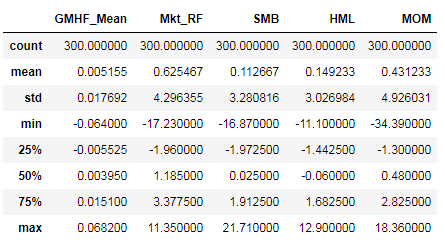 GMHF_Mean Mkt_RF SMB HML MOM
count 300.000000 300.000000 300.000000 300.000000 300.000000
mean 0.005155 0.625467 0.112667 0.149233 0.431233
std 0.017692 4.296355 3.280816 3.026984 4.926031
min -0.064000 -17.230000 -16.870000 -11.100000 -34.390000
25% -0.005525 -1.960000 -1.972500 -1.442500 -1.300000
50% 0.003950 1.185000 0.025000 -0.060000 0.480000
75% 0.015100 3.377500 1.912500 1.682500 2.825000
max 0.068200 11.350000 21.710000 12.900000 18.360000